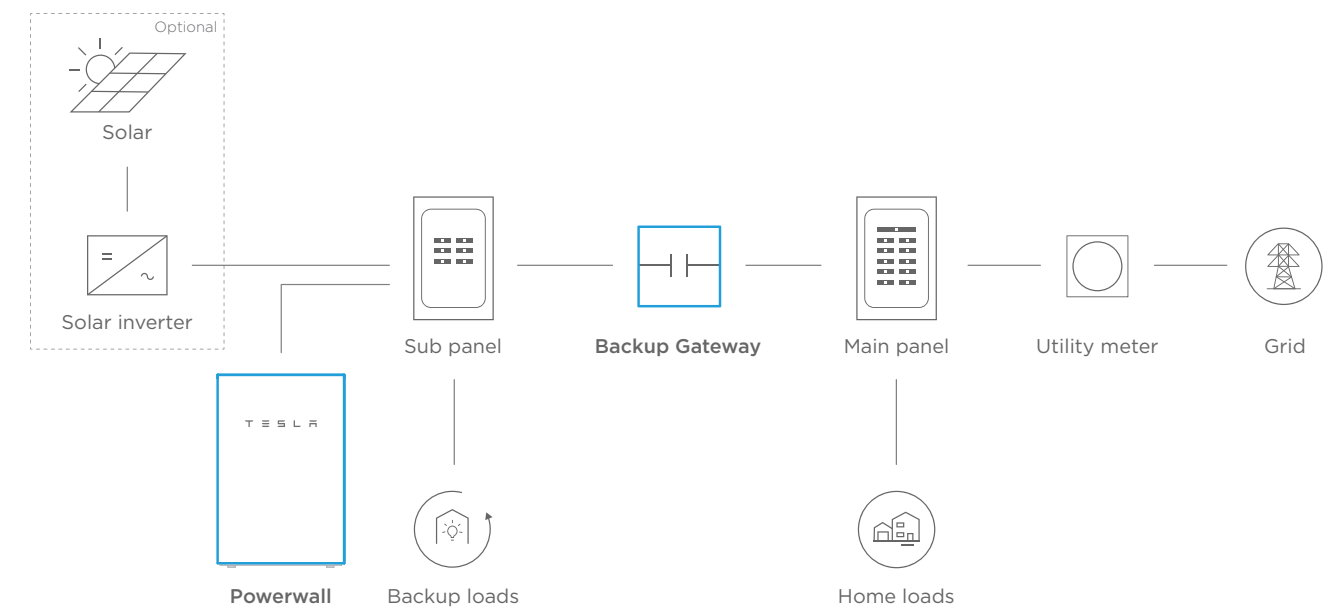 Optional
Solar
Solar inverter
Sub panel
Backup Gateway
Main panel
Utility meter
Grid
TESLA
Powerwall
Backup loads
Home loads